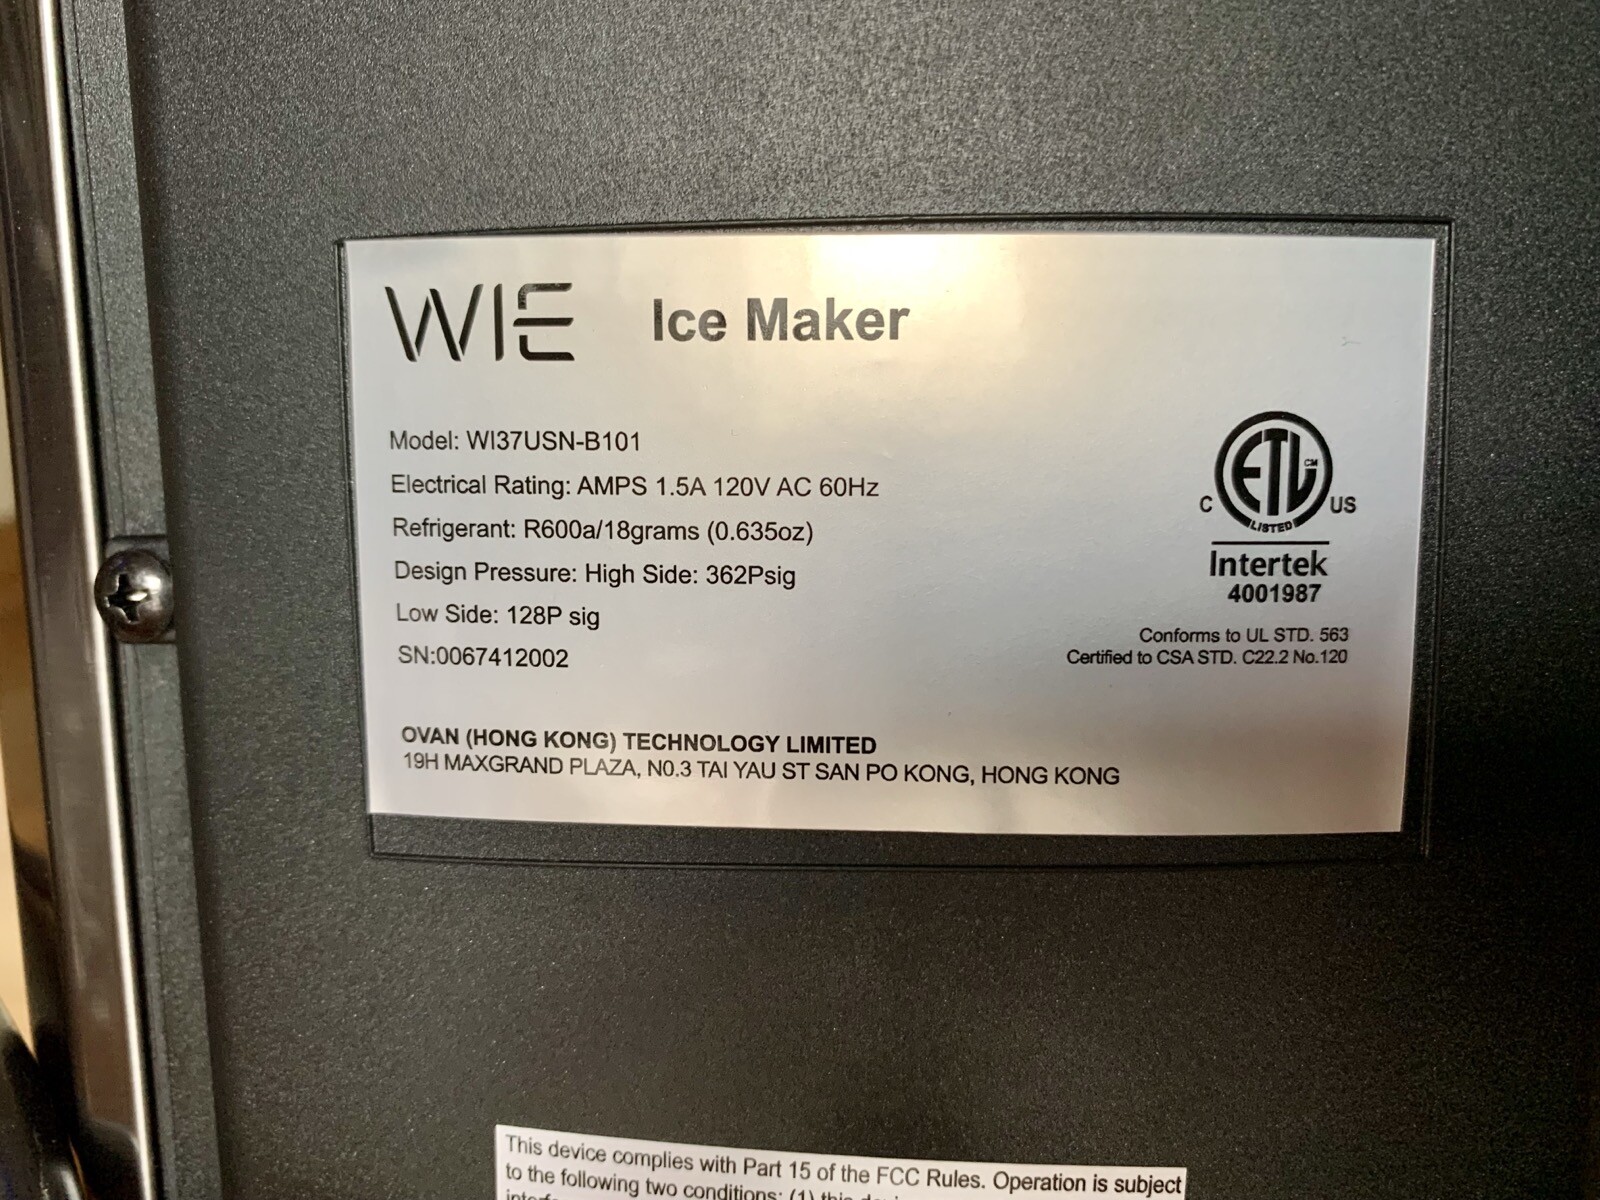 WIE Ice Maker
Model: WI37USN-B101
Electrical Rating: AMPS 1.5A 120V AC 60Hz
Refrigerant: R600a/18grams (0.635oz)
Design Pressure: High Side: 362Psig
Low Side: 128P sig
SN:0067412002
ETL CM
C US
LISTED
Intertek
4001987
Conforms to UL STD. 563
Certified to CSA STD. C22.2 No.120
OVAN (HONG KONG) TECHNOLOGY LIMITED
19H MAXGRAND PLAZA, N0.3 TAI YAU ST SAN PO KONG, HONG KONG
This device complies with Part 15 of the FCC Rules. Operation is subject
to the following two conditions: (1) this